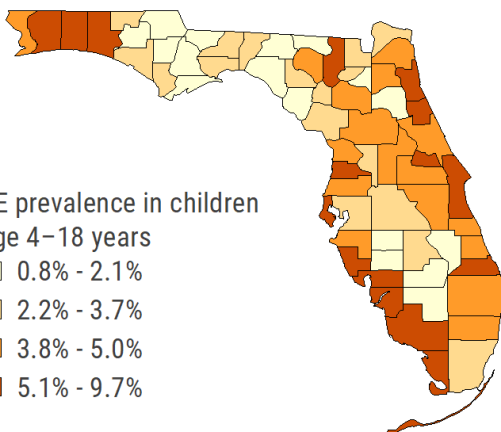 E prevalence in children
ge 4–18 years
0.8% - 2.1%
2.2% - 3.7%
3.8% - 5.0%
5.1% - 9.7%